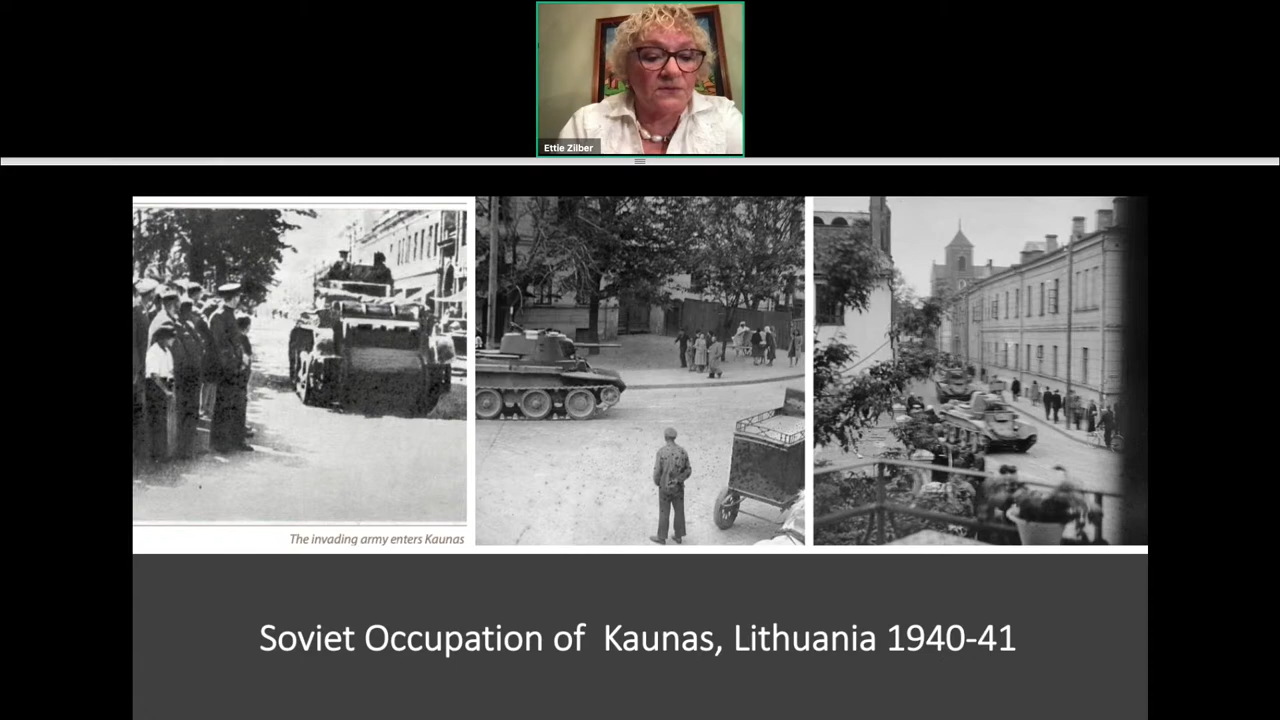 Ettie Zilber
The invading army enters Kaunas
Soviet Occupation of  Kaunas, Lithuania 1940-41